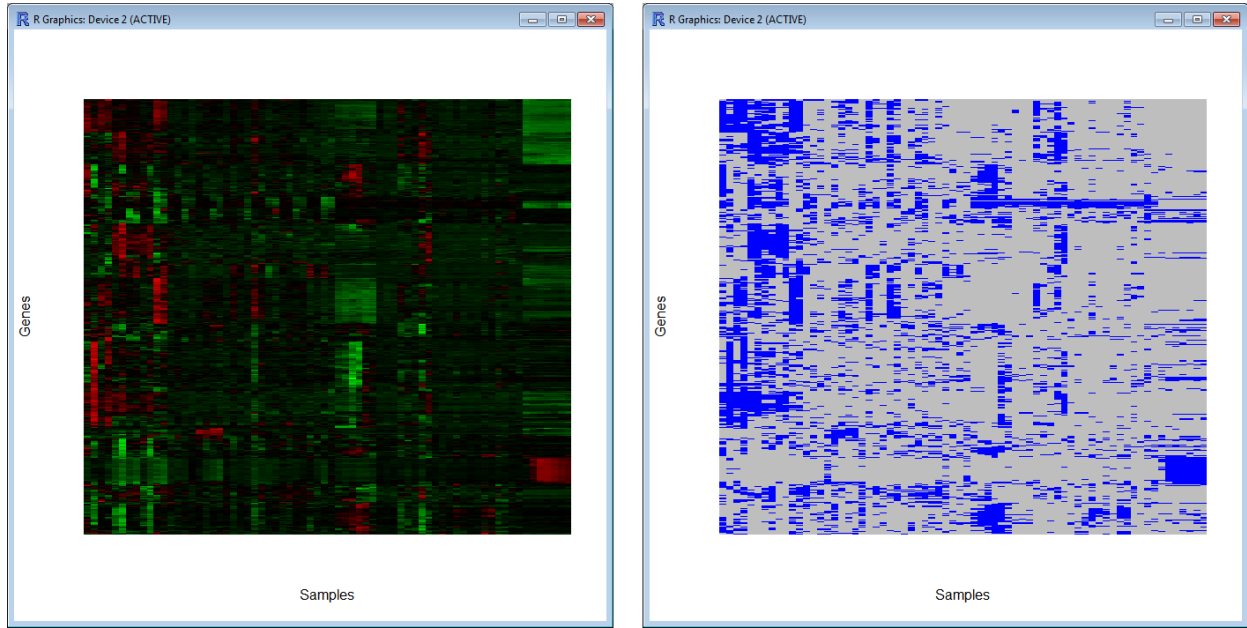 R Graphics: Device 2 (ACTIVE)
Genes
Samples
R Graphics: Device 2 (ACTIVE)
Genes
Samples